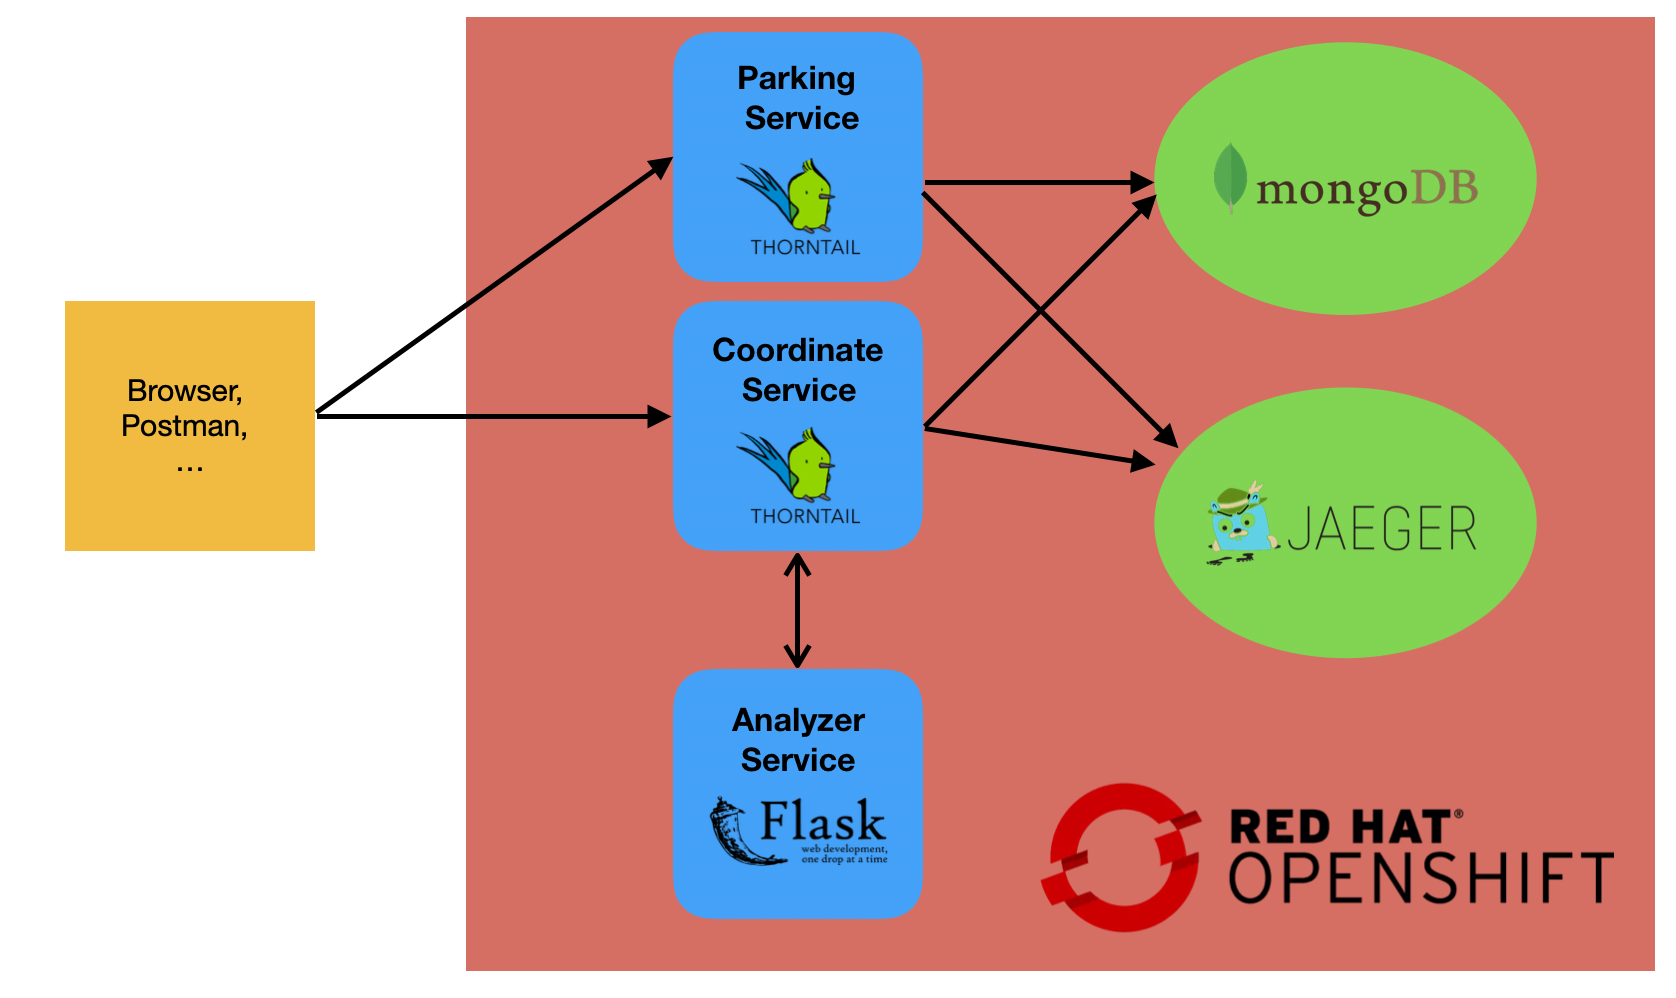 Browser,
Postman,
...
Parking
Service
THORNTAIL
Coordinate
Service
THORNTAIL
Analyzer
Service
Flask
web development,
one drop at a time
mongoDB
JAEGER
RED HAT®
OPENSHIFT